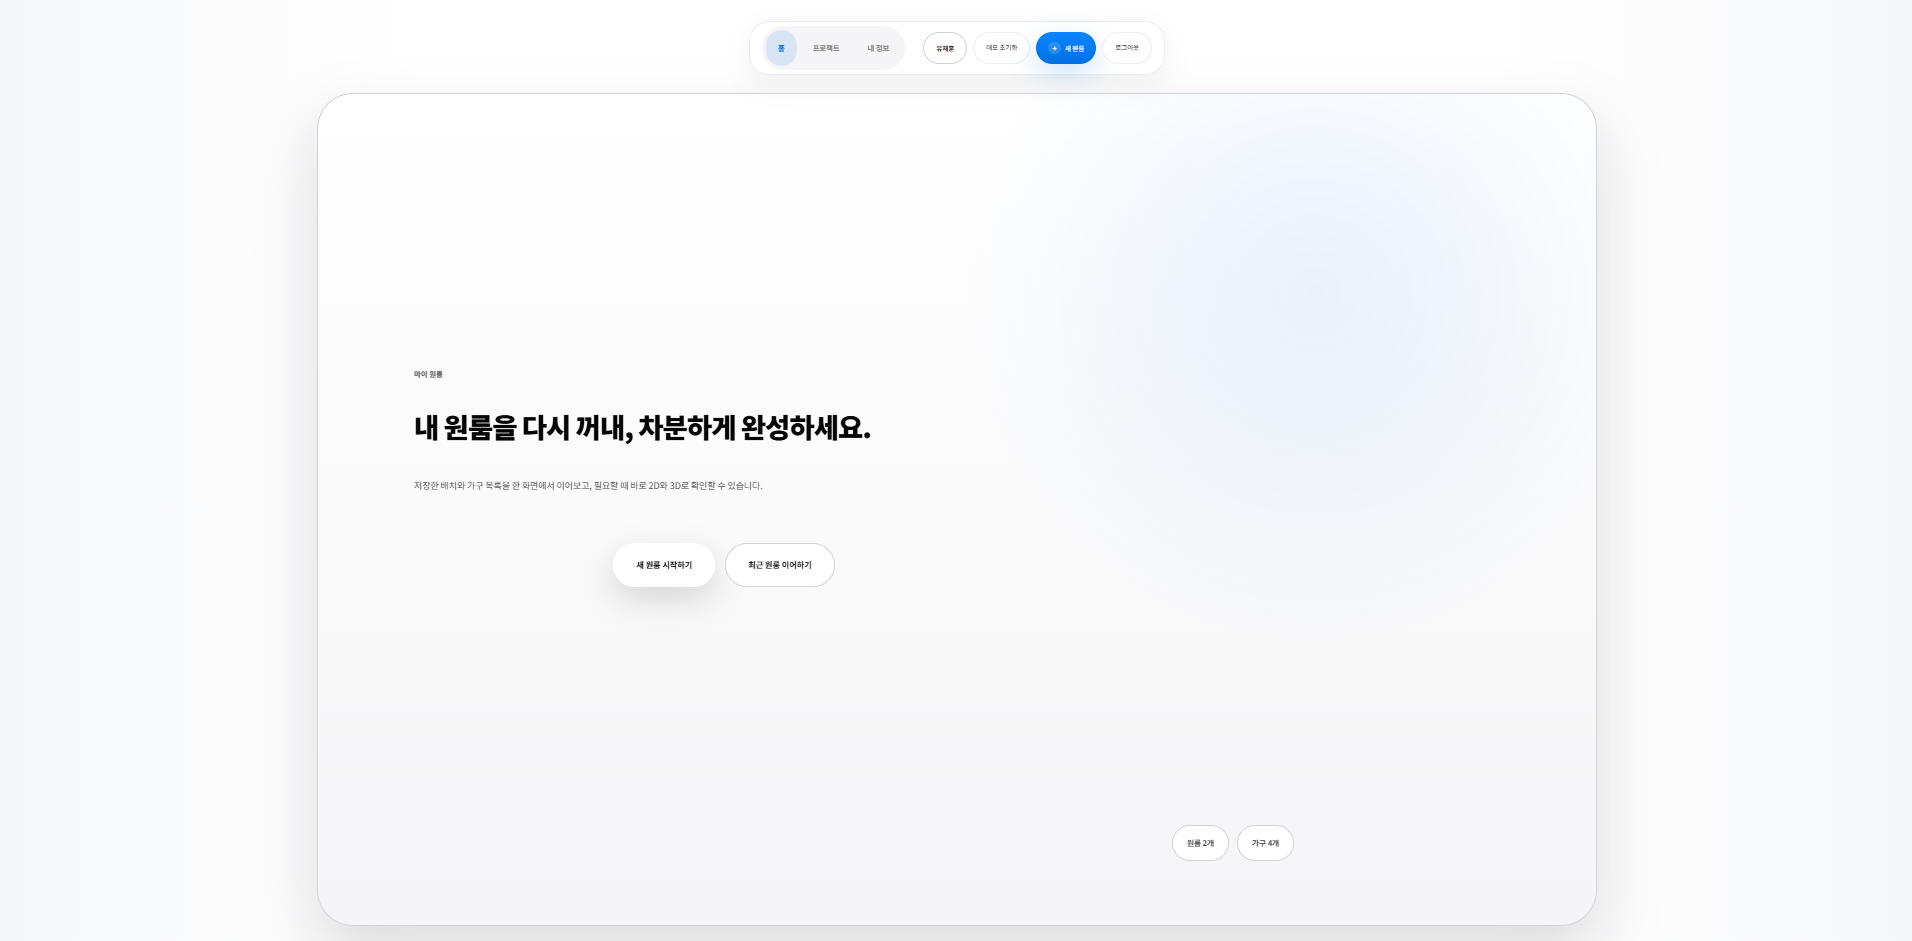 홈
프로젝트
내 정보
유재훈
데모 초기화
새 원룸
로그아웃
마이 원룸
내 원룸을 다시 꺼내, 차분하게 완성하세요.
저장한 배치와 가구 목록을 한 화면에서 이어보고, 필요할 때 바로 2D와 3D로 확인할 수 있습니다.
새 원룸 시작하기
최근 원룸 이어하기
원룸 2개
가구 4개